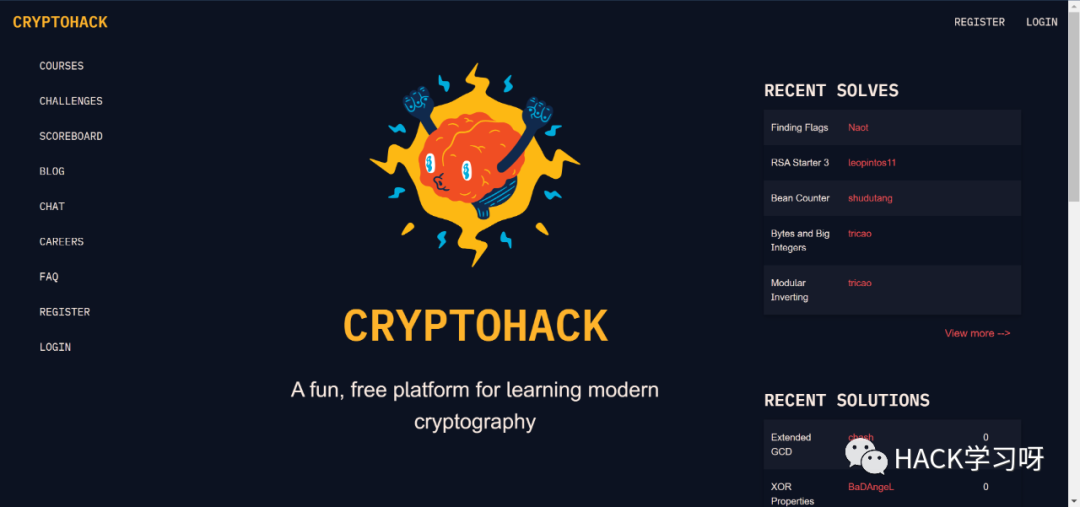 CRYPTOHACK
REGISTER
LOGIN
COURSES
CHALLENGES
SCOREBOARD
BLOG
CHAT
CAREERS
FAQ
REGISTER
LOGIN
CRYPTOHACK
A fun, free platform for learning modern
cryptography
RECENT SOLVES
Finding Flags Naot
RSA Starter 3 leopintos11
Bean Counter shudutang
Bytes and Big tricao
Integers
Modular tricao
Inverting
View more -->
RECENT SOLUTIONS
Extended 0
GCD
XOR BaDAngeL 0
Properties
HACK学习呀